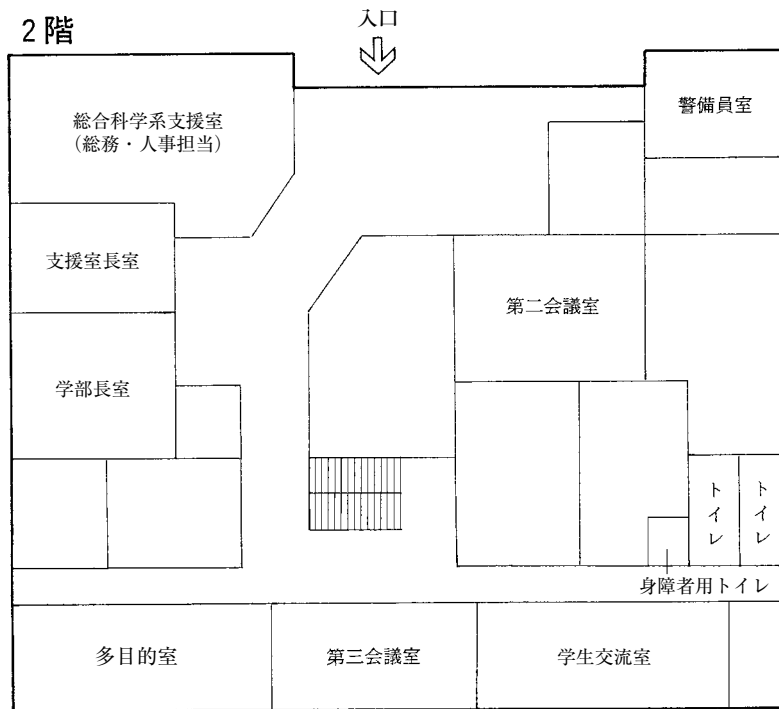 2階
入口
総合科学系支援室
（総務・人事担当）
警備員室
支援室長室
第二会議室
学部長室
トイレ
トイレ
身障者用トイレ
多目的室
第三会議室
学生交流室